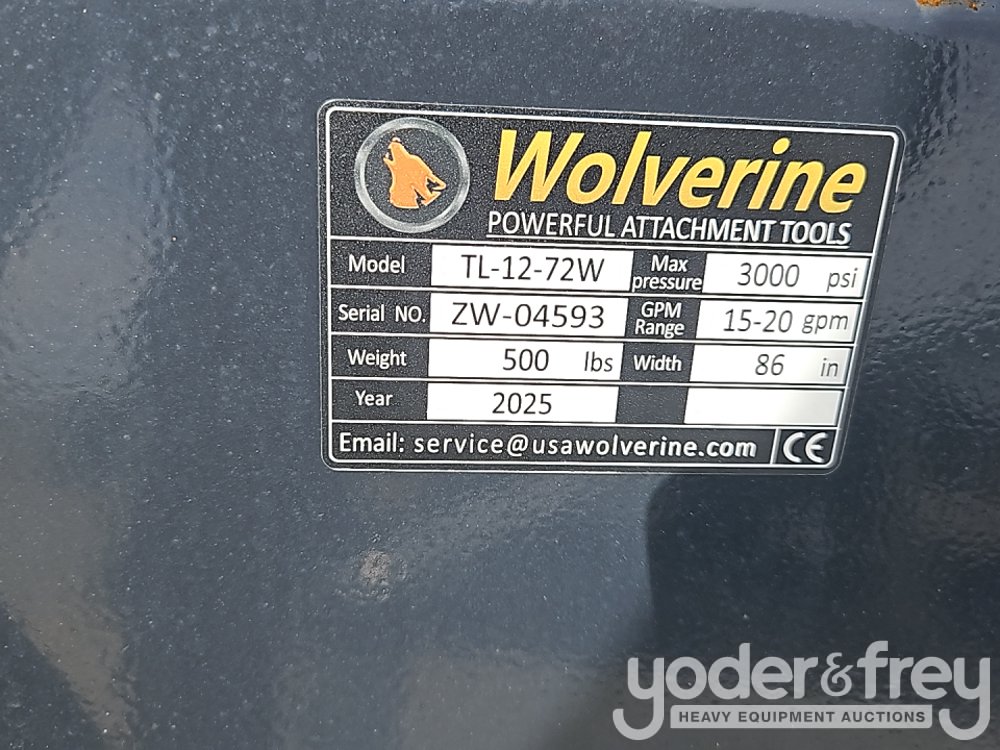 Wolverine
POWERFUL ATTACHMENT TOOLS
Model TL-12-72W Max pressure 3000 psi
Serial NO. ZW-04593 GPM Range 15-20 gpm
Weight 500 lbs Width 86 in
Year 2025
Email: service@usawolverine.com CE
yoder&frey
HEAVY EQUIPMENT AUCTIONS